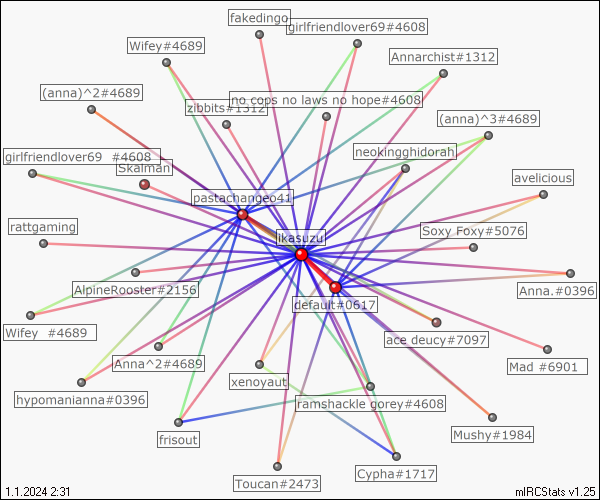 fakedingo
girlfriendlover69#4608
Wifey#4689
Annarchist#1312
(anna)^2#4689
no cops no laws no hope#4608
zibbits#1312
(anna)^3#4689
neokingghidorah
girlfriendlover69 #4608
Skalman
avelicious
pastachangeo41
rattgaming
ikasuzu
Soxy Foxy#5076
AlpineRooster#2156
Anna.#0396
default#0617
Wifey #4689
ace deucy#7097
Anna^2#4689
Mad #6901
xenoyaut
hypomanianna#0396
ramshackle gorey#4608
frisout
Mushy#1984
Toucan#2473
Cypha#1717
1.1.2024 2:31
mIRCStats v1.25